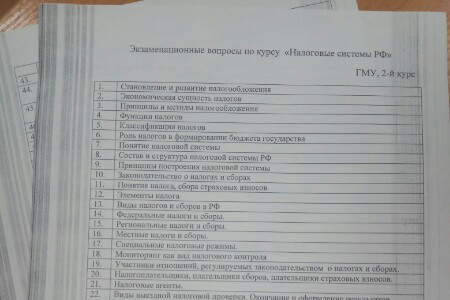 Экзаменационные вопросы по курсу «Налоговые системы РФ»
ГМУ, 2-й курс
1. Становление и развитие налогообложения
2. Экономическая сущность налогов
3. Принципы и методы налогообложение
4. Функции налогов
5. Классификация налогов
6. Роль налогов в формировании бюджета государства
7. Понятие налоговой системы
8. Состав и структура налоговой системы РФ
9. Принципы построения налоговой системы
10. Законодательство о налогах и сборах
11. Понятие налога, сбора страховых взносов
12. Элементы налога
13. Виды налогов и сборов в РФ
14. Федеральные налоги и сборы.
15. Региональные налоги и сборы.
16. Местные налоги и сборы.
17. Специальные налоговые режимы.
18. Мониторинг как вид налогового контроля
19. Участники отношений, регулируемых законодательством о налогах и сборах.
20. Налогоплательщики, плательщики сборов, плательщики страховых взносов.
21. Налоговые агенты.
22. Виды выездной налоговой проверки. Окончание и оформление результатов
43.
44.